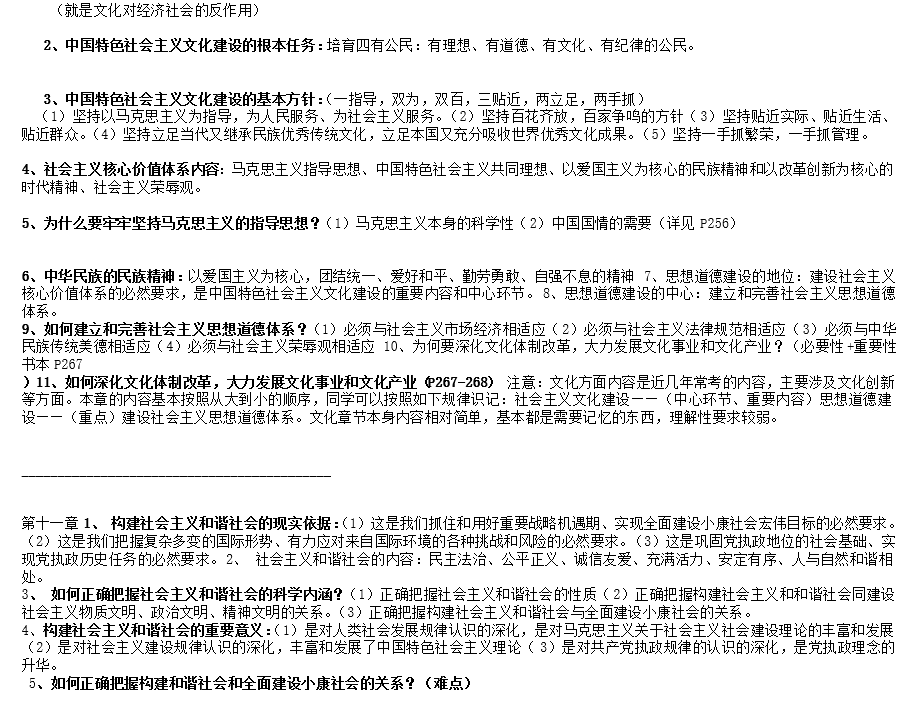 （就是文化对经济社会的反作用）
2、中国特色社会主义文化建设的根本任务：培育四有公民：有理想、有道德、有文化、有纪律的公民。
3、中国特色社会主义文化建设的基本方针：（一指导，双为，双百，三贴近，两立足，两手抓）
（1）坚持以马克思主义为指导，为人民服务、为社会主义服务。（2）坚持百花齐放，百家争鸣的方针（3）坚持贴近实际、贴近生活、
贴近群众。（4）坚持立足当代又继承民族优秀传统文化，立足本国又充分吸收世界优秀文化成果。（5）坚持一手抓繁荣，一手抓管理。
4、社会主义核心价值体系内容：马克思主义指导思想、中国特色社会主义共同理想、以爱国主义为核心的民族精神和以改革创新为核心的
时代精神、社会主义荣辱观。
5、为什么要牢牢坚持马克思主义的指导思想？（1）马克思主义本身的科学性（2）中国国情的需要（详见 P256）
6、中华民族的民族精神：以爱国主义为核心，团结统一、爱好和平、勤劳勇敢、自强不息的精神 7、思想道德建设的地位：建设社会主义
核心价值体系的必然要求，是中国特色社会主义文化建设的重要内容和中心环节。8、思想道德建设的中心：建立和完善社会主义思想道德
体系。
9、如何建立和完善社会主义思想道德体系？（1）必须与社会主义市场经济相适应（2）必须与社会主义法律规范相适应（3）必须与中华
民族传统美德相适应（4）必须与社会主义荣辱观相适应 10、为何要深化文化体制改革，大力发展文化事业和文化产业？（必要性+重要性
书本 P267
）11、如何深化文化体制改革，大力发展文化事业和文化产业（P267-268） 注意：文化方面内容是近几年常考的内容，主要涉及文化创新
等方面。本章的内容基本按照从大到小的顺序，同学可以按照如下规律识记：社会主义文化建设——（中心环节、重要内容）思想道德建
设——（重点）建设社会主义思想道德体系。文化章节本身内容相对简单，基本都是需要记忆的东西，理解性要求较弱。
___________________________________________
第十一章 1、 构建社会主义和谐社会的现实依据：（1）这是我们抓住和用好重要战略机遇期、实现全面建设小康社会宏伟目标的必然要求。
（2）这是我们把握复杂多变的国际形势、有力应对来自国际环境的各种挑战和风险的必然要求。（3）这是巩固党执政地位的社会基础、实
现党执政历史任务的必然要求。2、 社会主义和谐社会的内容：民主法治、公平正义、诚信友爱、充满活力、安定有序、人与自然和谐相
处。
3、 如何正确把握社会主义和谐社会的科学内涵？（1）正确把握社会主义和谐社会的性质（2）正确把握构建社会主义和和谐社会同建设
社会主义物质文明、政治文明、精神文明的关系。（3）正确把握构建社会主义和谐社会与全面建设小康社会的关系。
4、构建社会主义和谐社会的重要意义：（1）是对人类社会发展规律认识的深化，是对马克思主义关于社会主义社会建设理论的丰富和发展
（2）是对社会主义建设规律认识的深化，丰富和发展了中国特色社会主义理论（3）是对共产党执政规律的认识的深化，是党执政理念的
升华。
5、如何正确把握构建和谐社会和全面建设小康社会的关系？（难点）